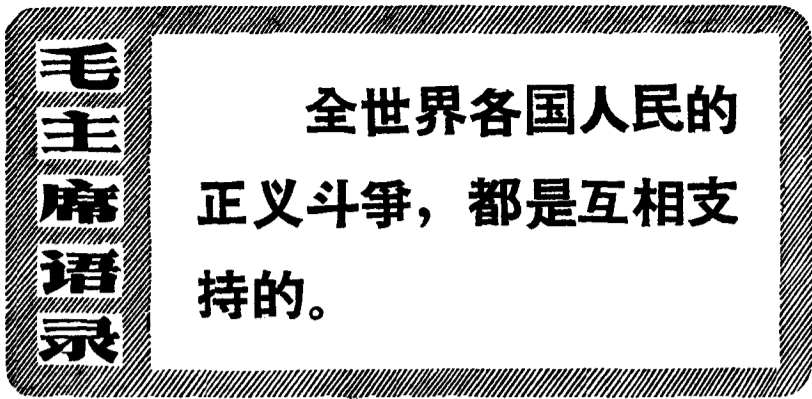 毛主席语录
全世界各国人民的
正义斗爭，都是互相支
持的。